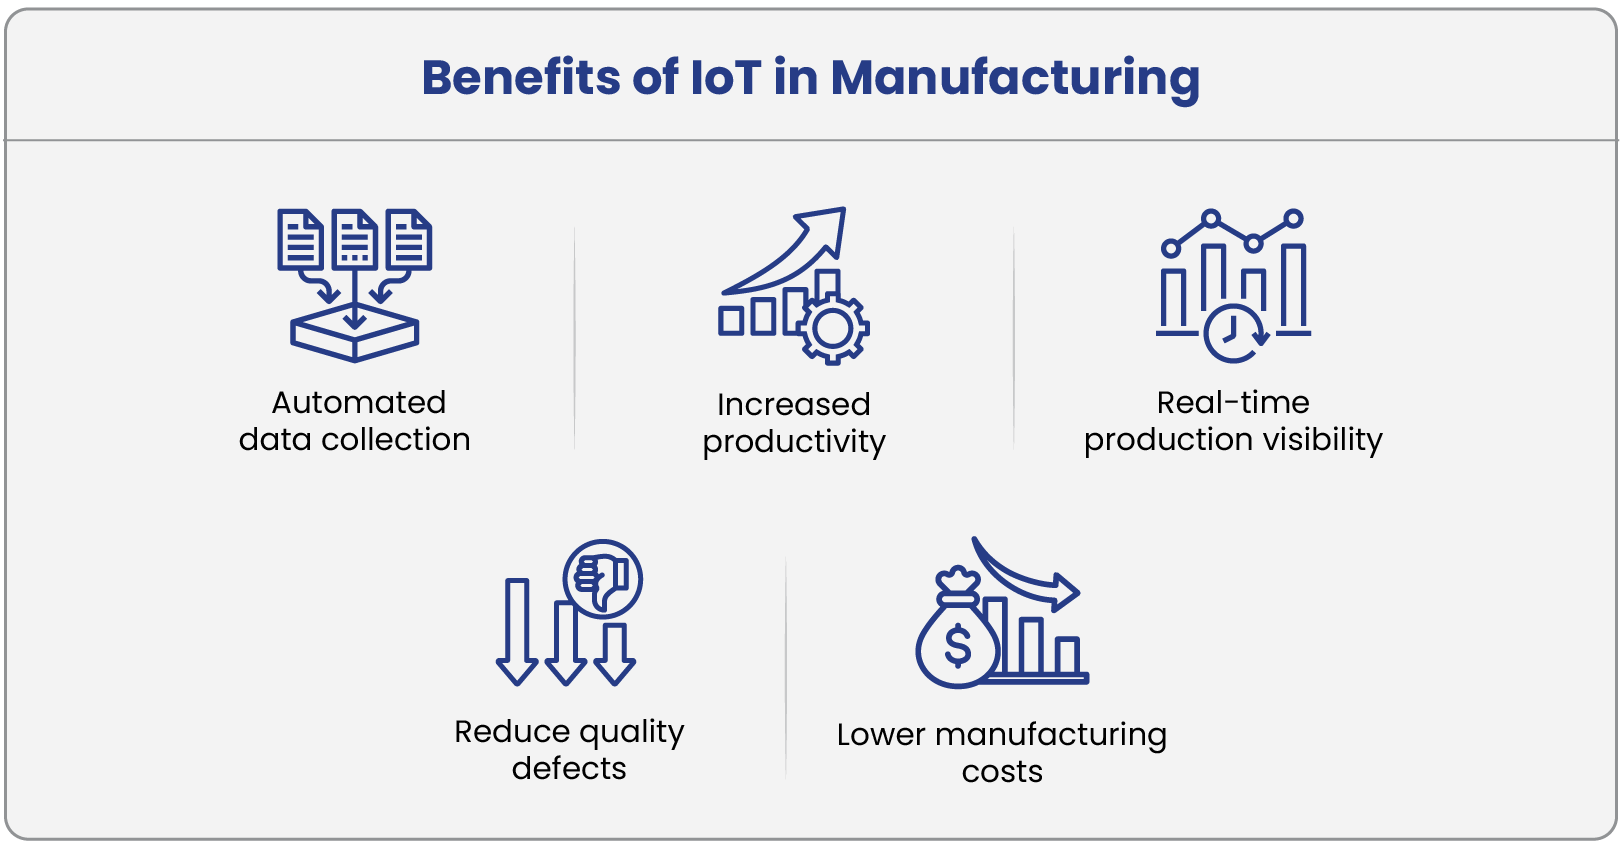 Benefits of IoT in Manufacturing
Automated
data collection
Increased
productivity
Real-time
production visibility
$
Reduce quality
defects
Lower manufacturing
costs